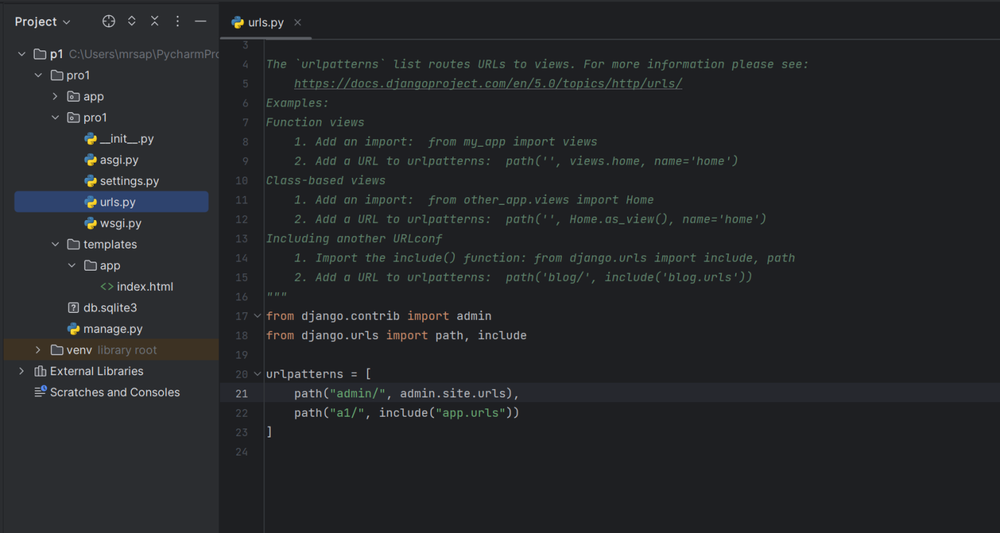 Project
p1 C:\Users\mrsap\PycharmPro
pro1
app
pro1
__init__.py
asgi.py
settings.py
urls.py
wsgi.py
templates
app
<> index.html
db.sqlite3
manage.py
venv library root
External Libraries
Scratches and Consoles
urls.py
3
4 The `urlpatterns` list routes URLs to views. For more information please see:
5 https://docs.djangoproject.com/en/5.0/topics/http/urls/
6 Examples:
7 Function views
8 1. Add an import:  from my_app import views
9 2. Add a URL to urlpatterns:  path('', views.home, name='home')
10 Class-based views
11 1. Add an import:  from other_app.views import Home
12 2. Add a URL to urlpatterns:  path('', Home.as_view(), name='home')
13 Including another URLconf
14 1. Import the include() function: from django.urls import include, path
15 2. Add a URL to urlpatterns:  path('blog/', include('blog.urls'))
16 """
17 from django.contrib import admin
18 from django.urls import path, include
19
20 urlpatterns = [
21 path("admin/", admin.site.urls),
22 path("a1/", include("app.urls"))
23 ]
24